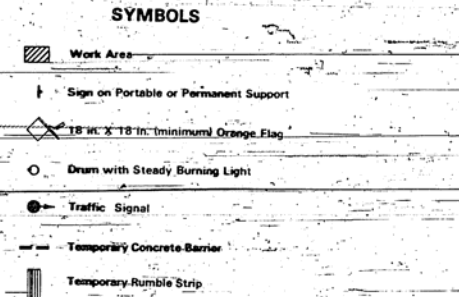 SYMBOLS
Work Area
Sign on Portable or Permanent Support
18 in. X 18 in. (minimum) Orange Flag
Drum with Steady Burning Light
Traffic Signal
Temporary Concrete Barrier
Temporary Rumble Strip